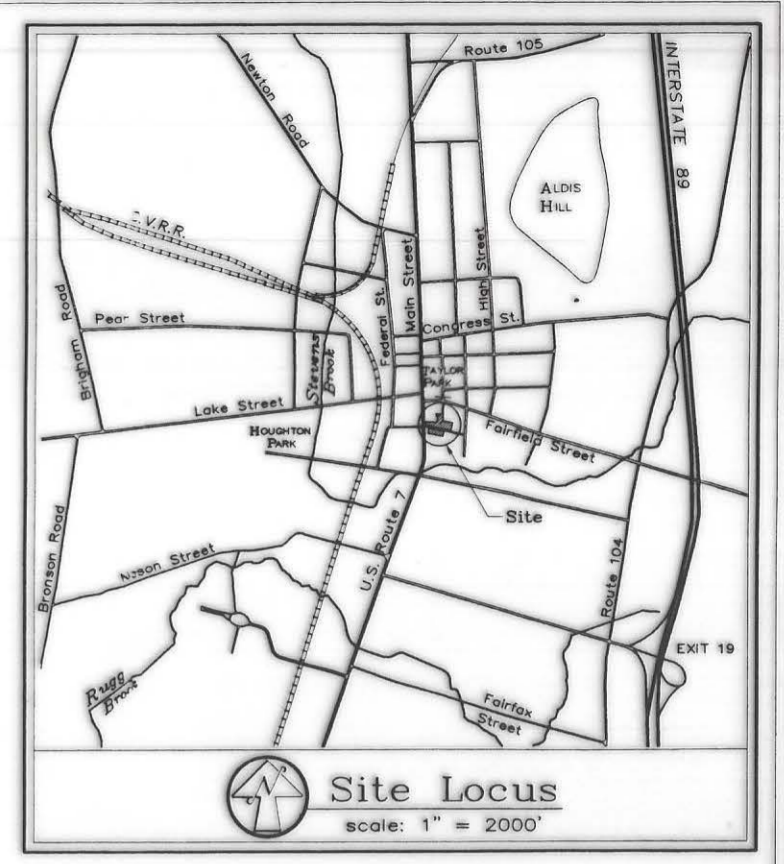 Route 105
Newton Road
INTERSTATE 89
ALDIS
HILL
C.V.R.R.
Main Street
High Street
Federal St.
Congress St.
Pear Street
Brigham Road
Stevens
Brook
TAYLOR
PARK
Lake Street
HOUGHTON
PARK
Fairfield Street
Site
Bronson Road
Nason Street
U.S. Route 7
Route 104
EXIT 19
Rugg
Brook
Fairfax
Street
N
Site Locus
scale: 1" = 2000'